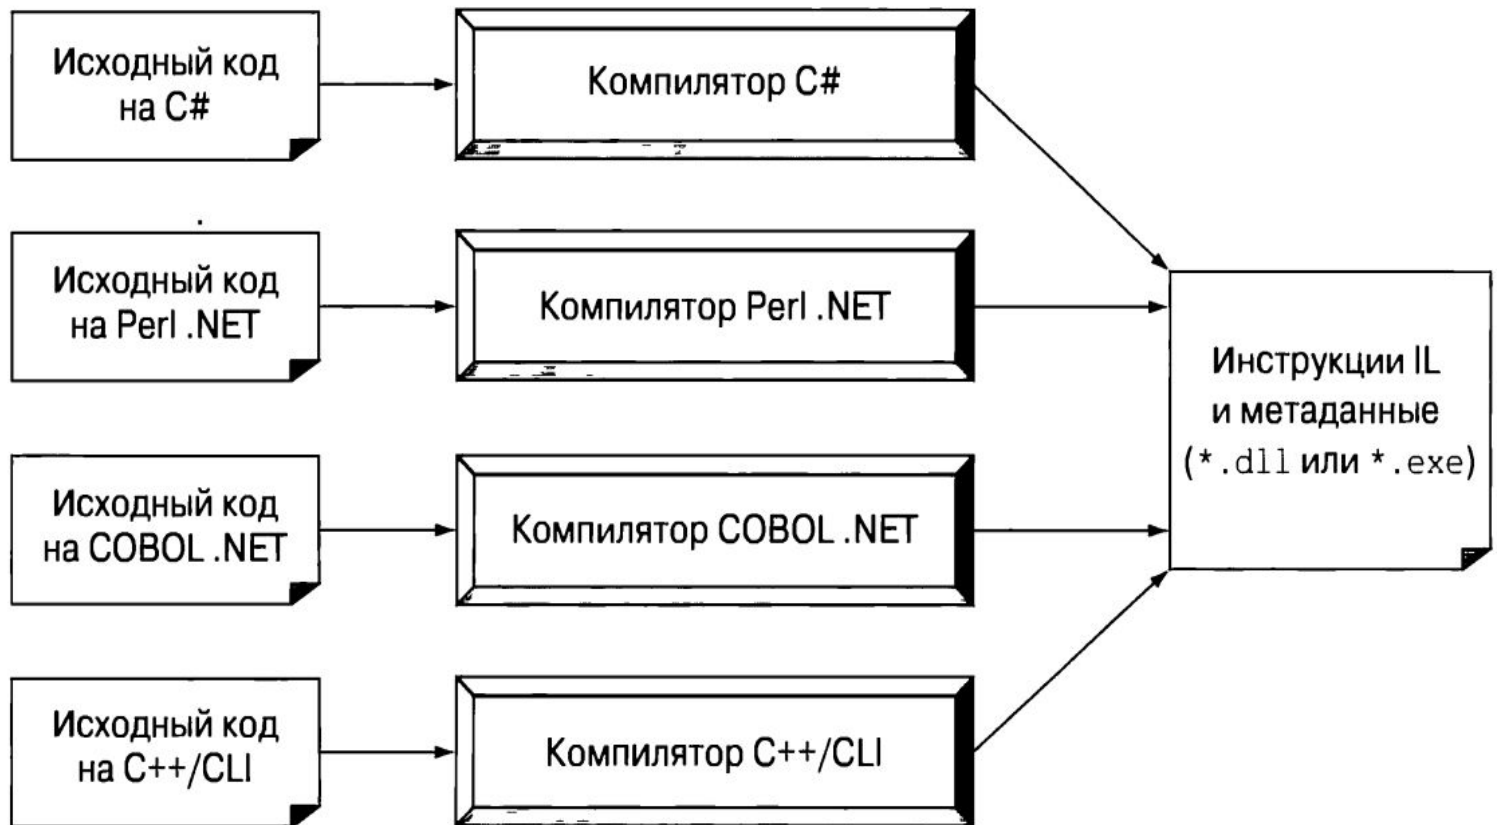 Исходный код
на C#
Компилятор C#
Исходный код
на Perl .NET
Компилятор Perl .NET
Инструкции IL
и метаданные
(*.dll или *.exe)
Исходный код
на COBOL .NET
Компилятор COBOL .NET
Исходный код
на C++/CLI
Компилятор C++/CLI